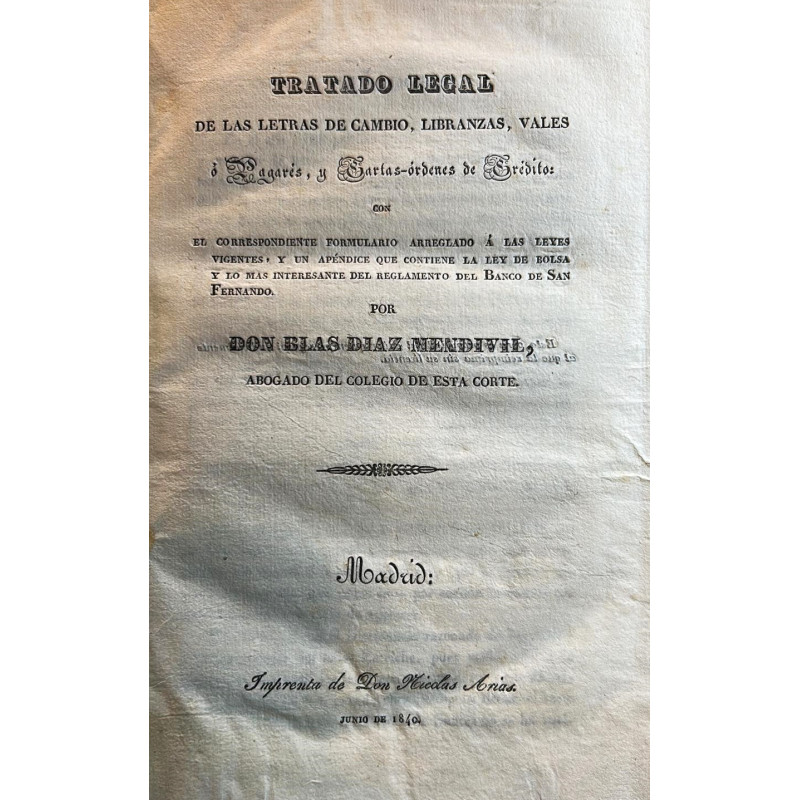 TRATADO LEGAL
DE LAS LETRAS DE CAMBIO, LIBRANZAS, VALES
ó Pagarés, y Cartas-órdenes de Crédito:
CON
EL CORRESPONDIENTE FORMULARIO ARREGLADO Á LAS LEYES
VIGENTES, Y UN APÉNDICE QUE CONTIENE LA LEY DE BOLSA
Y LO MAS INTERESANTE DEL REGLAMENTO DEL BANCO DE SAN
FERNANDO.
POR
DON BLAS DIAZ MENDIVIL,
ABOGADO DEL COLEGIO DE ESTA CORTE.
Madrid:
Imprenta de Don Nicolas Arias.
JUNIO DE 1840.